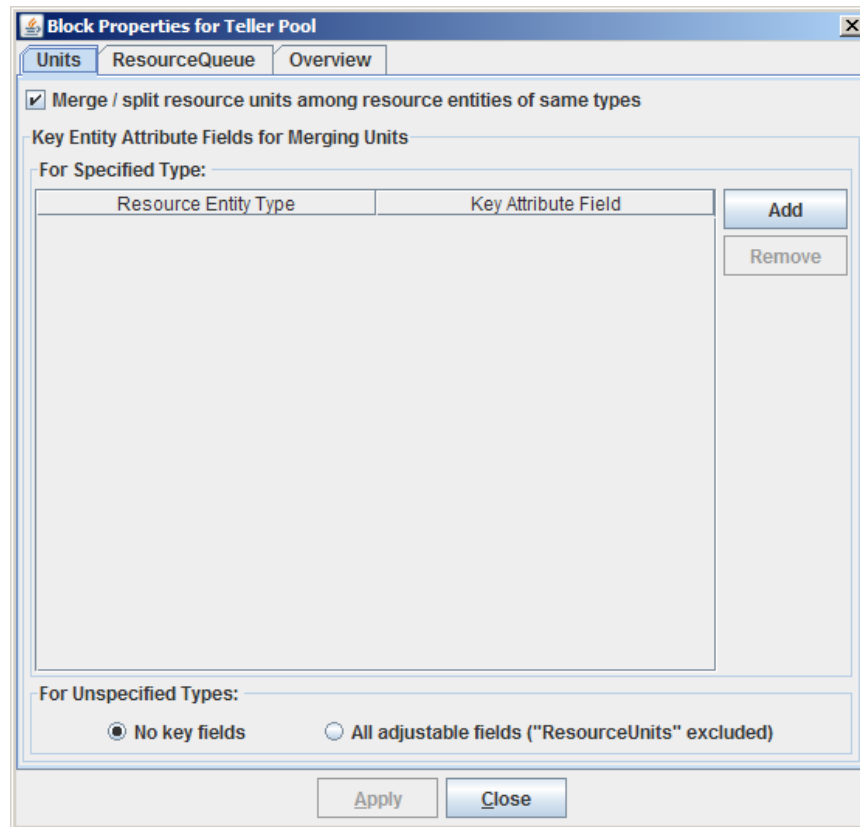 Block Properties for Teller Pool
Units ResourceQueue Overview
Merge / split resource units among resource entities of same types
Key Entity Attribute Fields for Merging Units
For Specified Type:
Resource Entity Type Key Attribute Field Add
Remove
For Unspecified Types:
No key fields All adjustable fields ("ResourceUnits" excluded)
Apply Close